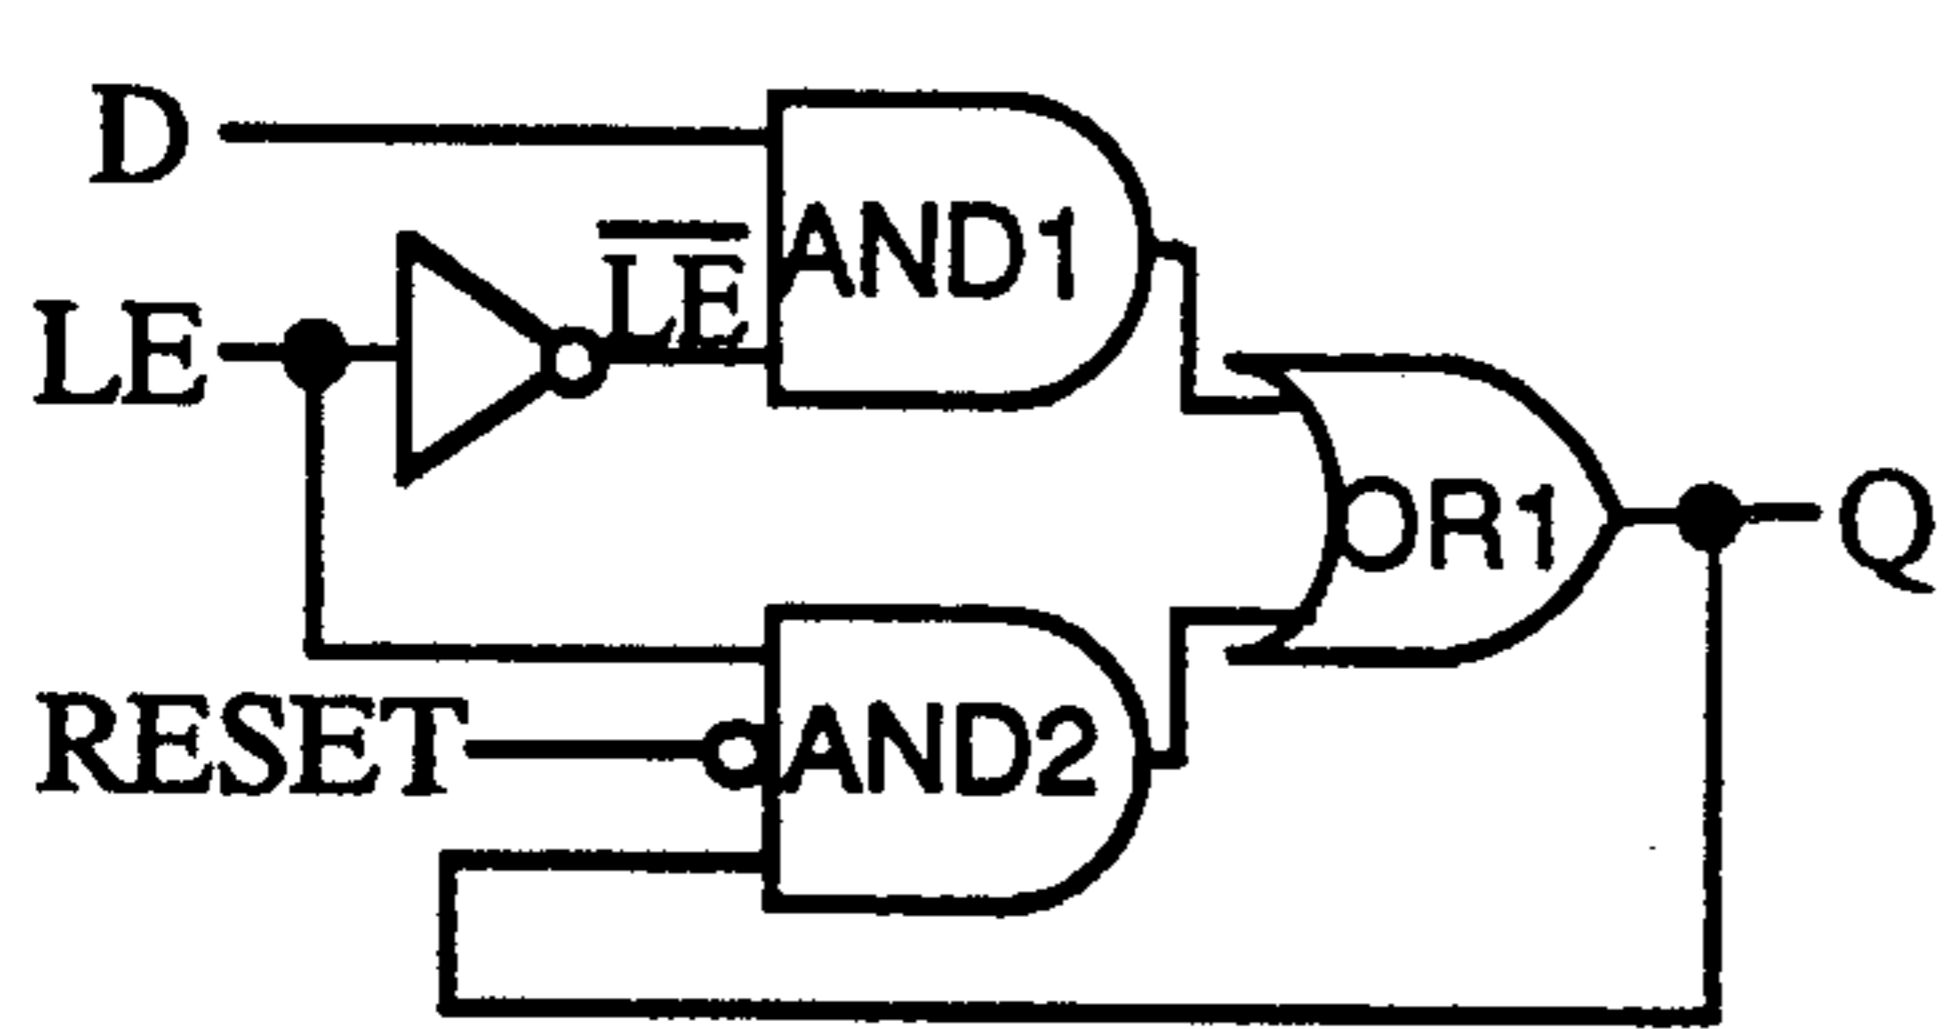 D
AND1
L̅E̅
LE
OR1
Q
RESET
AND2